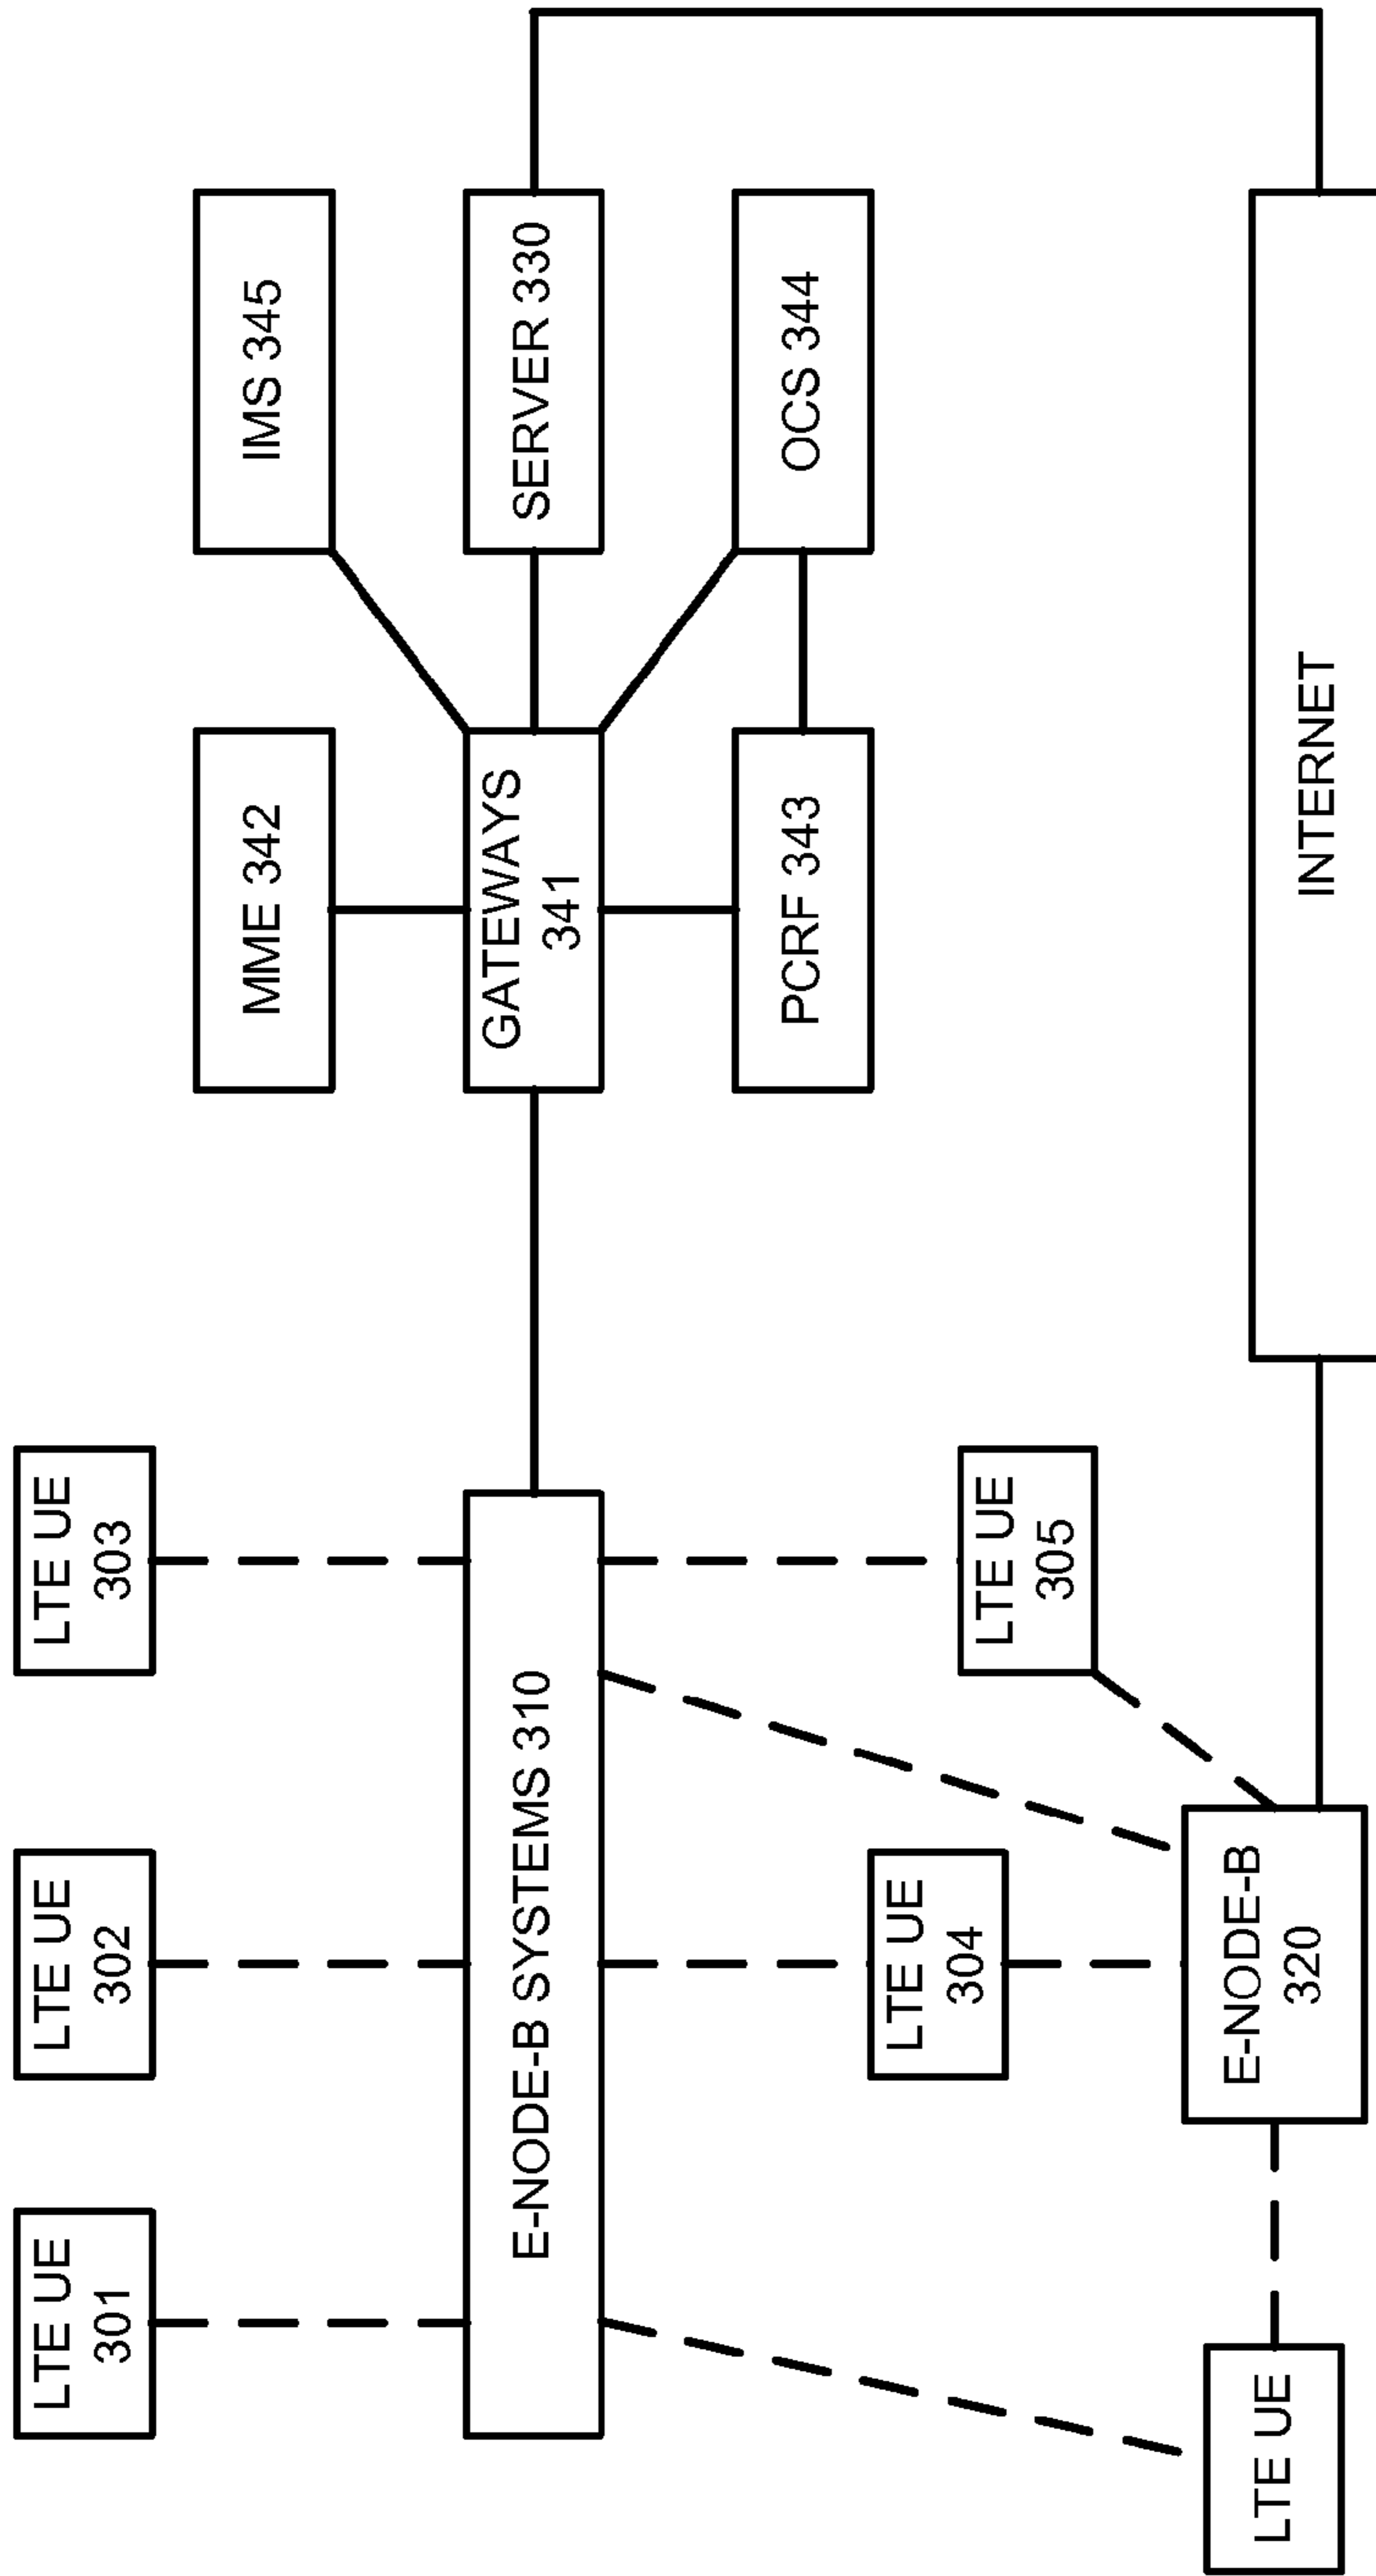 LTE UE
301
LTE UE
302
LTE UE
303
MME 342
IMS 345
E-NODE-B SYSTEMS 310
GATEWAYS
341
SERVER 330
LTE UE
304
LTE UE
305
PCRF 343
OCS 344
LTE UE
E-NODE-B
320
INTERNET